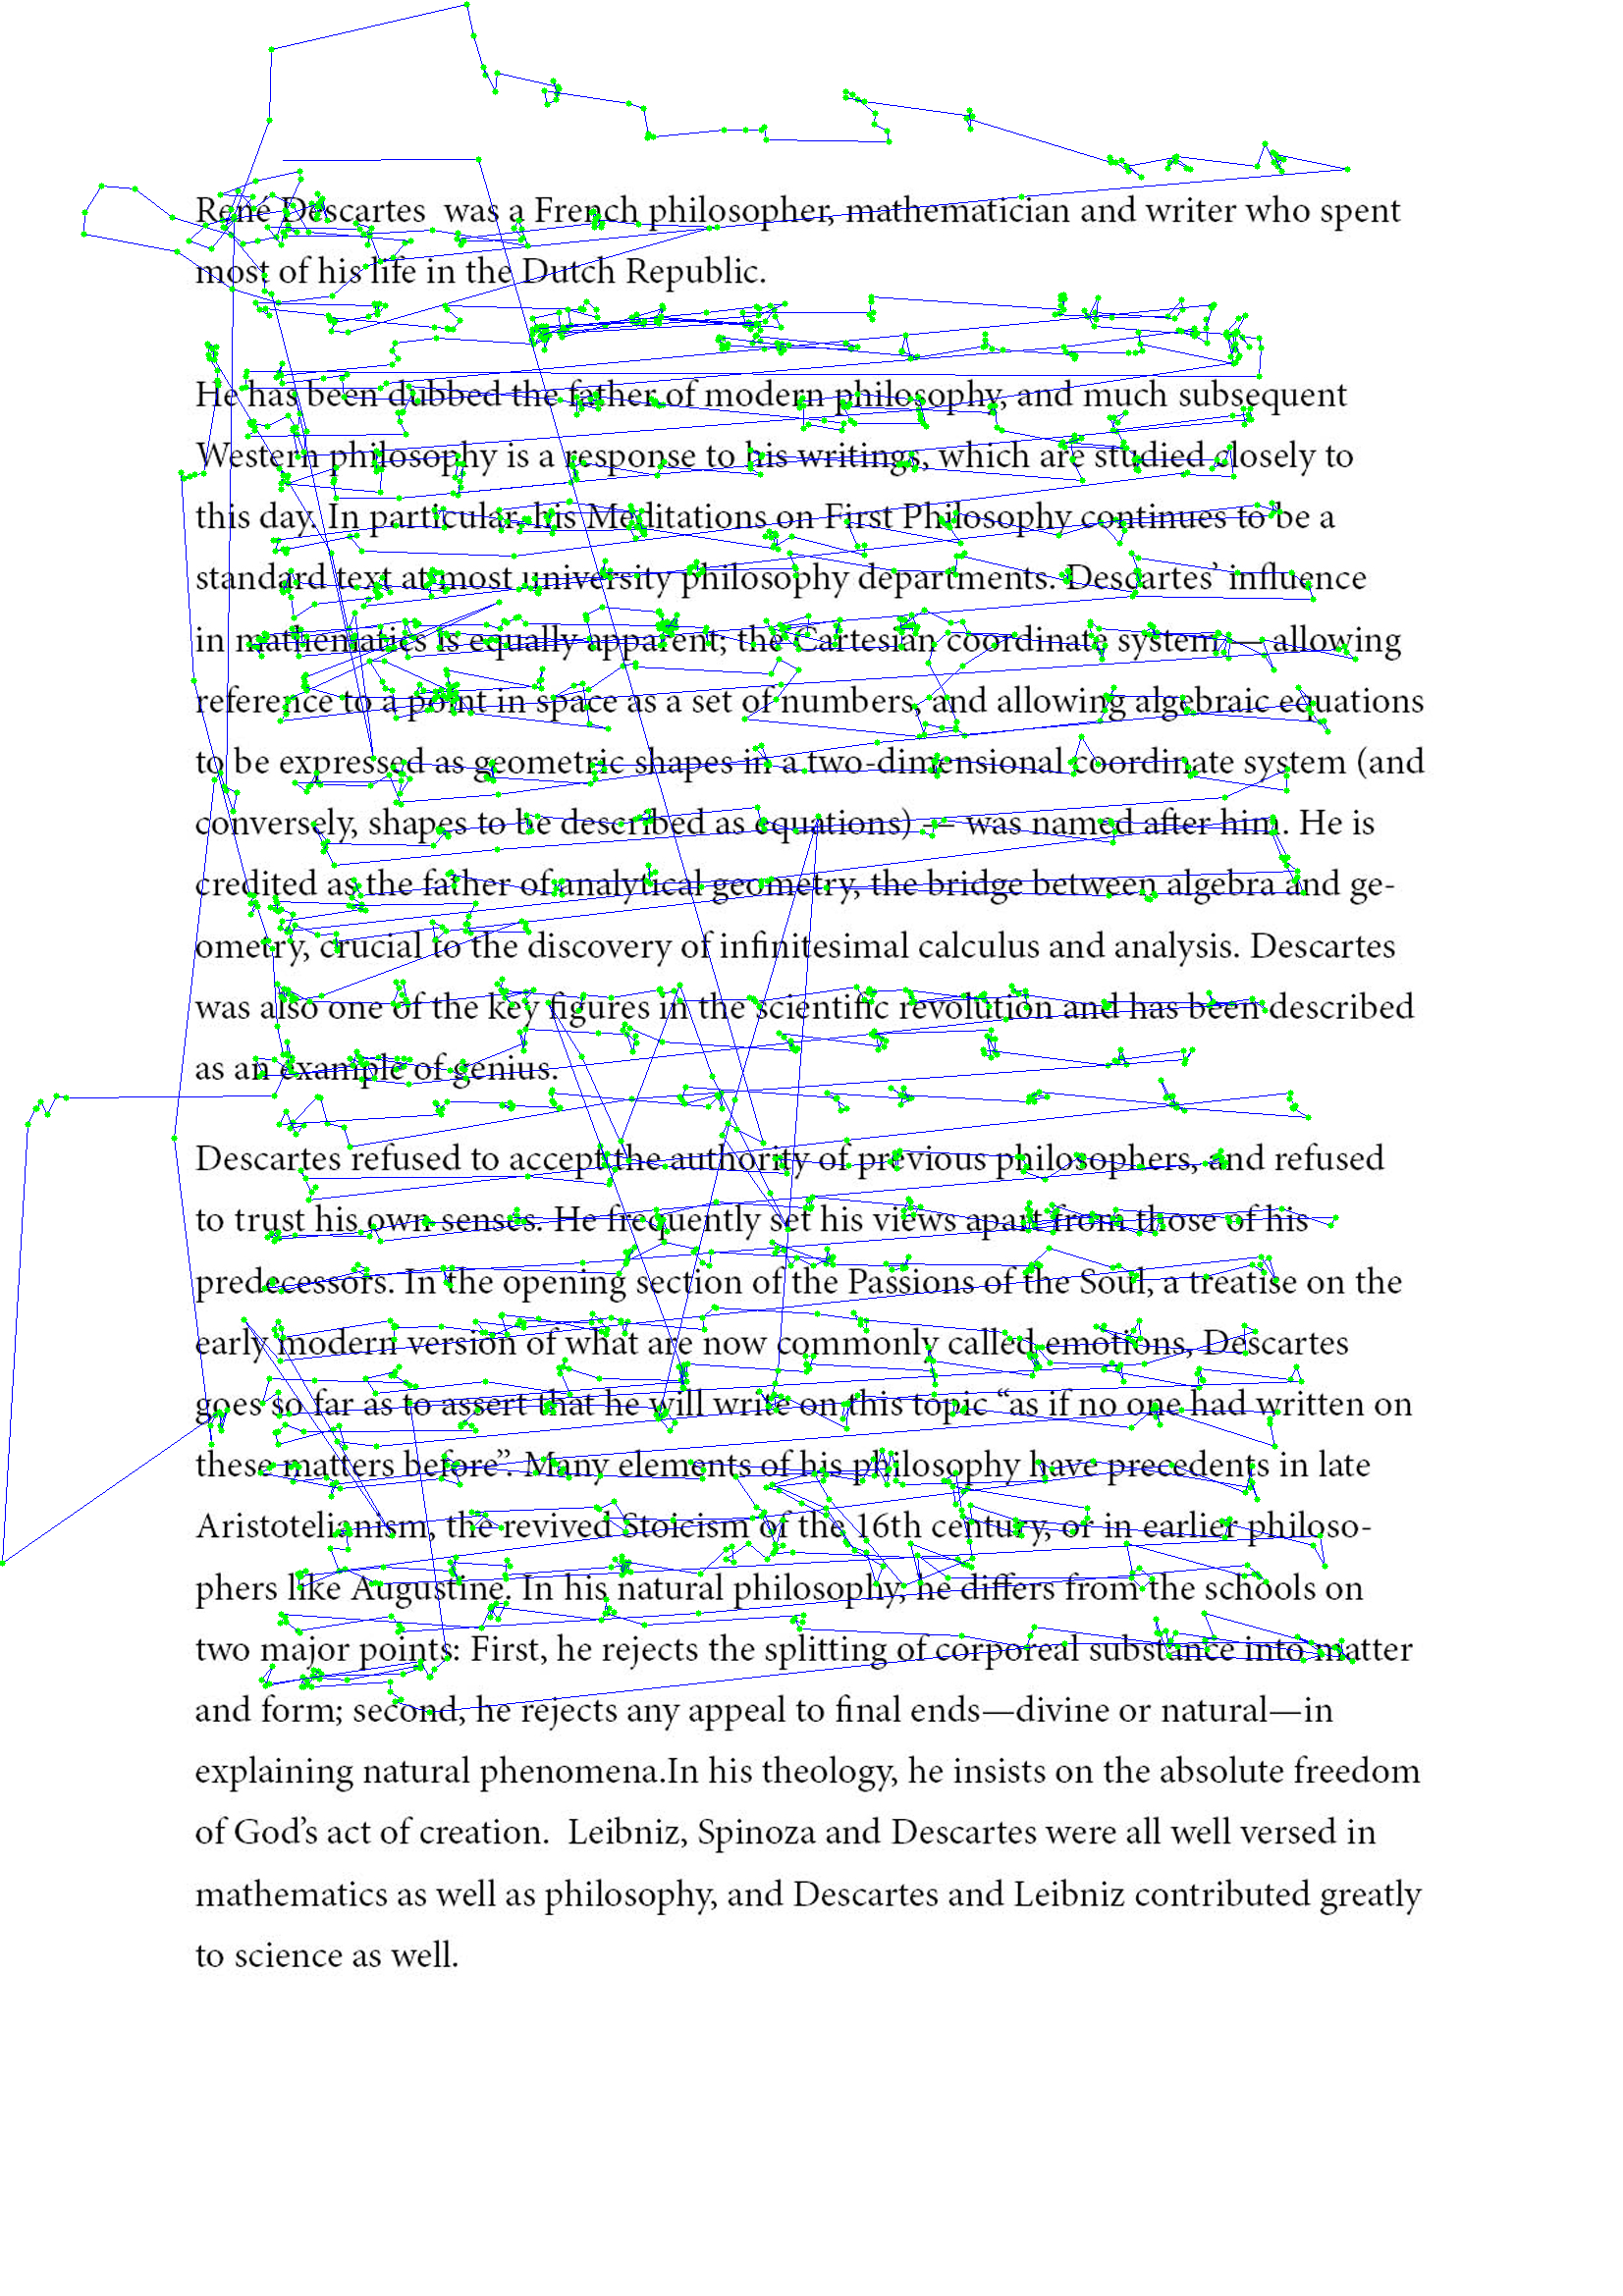 René Descartes  was a French philosopher, mathematician and writer who spent
most of his life in the Dutch Republic.
He has been dubbed the father of modern philosophy, and much subsequent
Western philosophy is a response to his writings, which are studied closely to
this day. In particular, his Meditations on First Philosophy continues to be a
standard text at most university philosophy departments. Descartes’ influence
in mathematics is equally apparent; the Cartesian coordinate system — allowing
reference to a point in space as a set of numbers, and allowing algebraic equations
to be expressed as geometric shapes in a two-dimensional coordinate system (and
conversely, shapes to be described as equations) — was named after him. He is
credited as the father of analytical geometry, the bridge between algebra and ge-
ometry, crucial to the discovery of infinitesimal calculus and analysis. Descartes
was also one of the key figures in the scientific revolution and has been described
as an example of genius.
Descartes refused to accept the authority of previous philosophers, and refused
to trust his own senses. He frequently set his views apart from those of his
predecessors. In the opening section of the Passions of the Soul, a treatise on the
early modern version of what are now commonly called emotions, Descartes
goes so far as to assert that he will write on this topic “as if no one had written on
these matters before”. Many elements of his philosophy have precedents in late
Aristotelianism, the revived Stoicism of the 16th century, or in earlier philoso-
phers like Augustine. In his natural philosophy, he differs from the schools on
two major points: First, he rejects the splitting of corporeal substance into matter
and form; second, he rejects any appeal to final ends—divine or natural—in
explaining natural phenomena.In his theology, he insists on the absolute freedom
of God’s act of creation.  Leibniz, Spinoza and Descartes were all well versed in
mathematics as well as philosophy, and Descartes and Leibniz contributed greatly
to science as well.